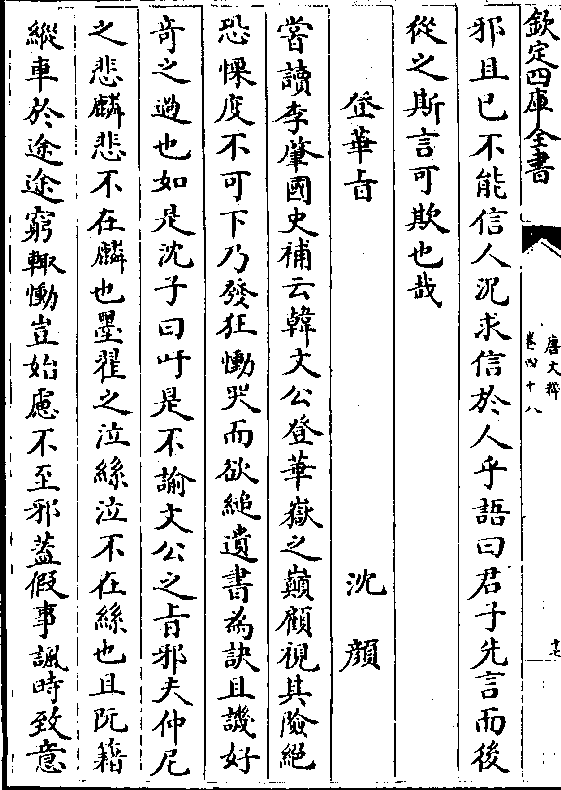 欽定四庫全書
唐文粹
卷四十八
邪且已不能信人況求信於人乎語曰君子先言而後
從之斯言可欺也哉
登華旨
沈顔
嘗讀李肇國史補云韓文公登華嶽之巔顧視其險絕
恐慄度不可下乃發狂慟哭而欲縋遺書為訣且譏好
奇之過也如是沈子曰吁是不諭文公之旨邪夫仲尼
之悲麟悲不在麟也墨翟之泣絲泣不在絲也且阮籍
縱車於途途窮輙慟豈始慮不至邪葢假事諷時致意